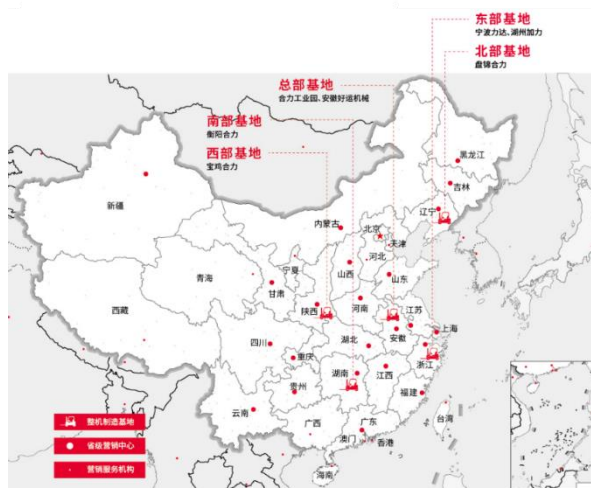 东部基地
宁波力达、湖州加力
北部基地
盘锦合力
总部基地
合力工业园、安徽好运机械
南部基地
衡阳合力
西部基地
宝鸡合力
黑龙江
吉林
辽宁
新疆
内蒙古
北京
天津
河北
山西
山东
宁夏
青海
甘肃
陕西
河南
江苏
西藏
安徽
上海
四川
湖北
重庆
浙江
湖南
江西
贵州
福建
云南
台湾
广西
广东
澳门
香港
海南
整机制造基地
省级营销中心
营销服务机构